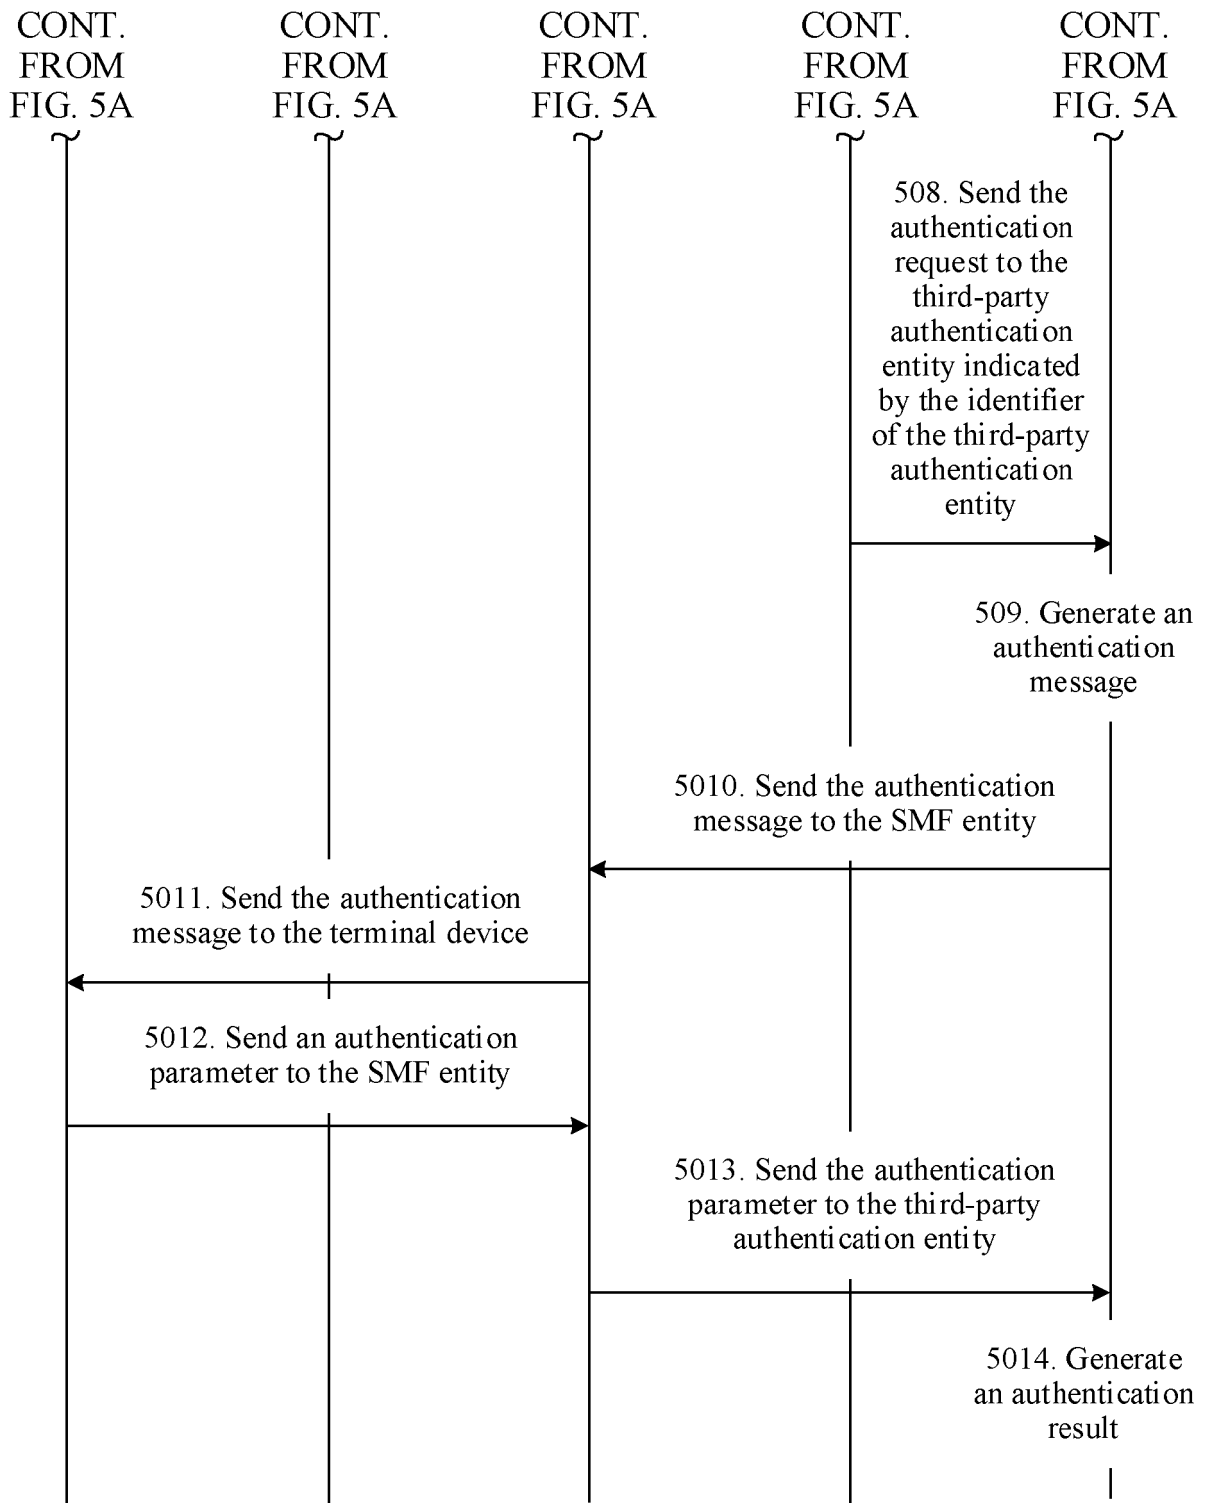 CONT.
FROM
FIG. 5A
CONT.
FROM
FIG. 5A
CONT.
FROM
FIG. 5A
CONT.
FROM
FIG. 5A
CONT.
FROM
FIG. 5A
508. Send the
authentication
request to the
third-party
authentication
entity indicated
by the identifier
of the third-party
authentication
entity
509. Generate an
authentication
message
5010. Send the authentication
message to the SMF entity
5011. Send the authentication
message to the terminal device
5012. Send an authentication
parameter to the SMF entity
5013. Send the authentication
parameter to the third-party
authentication entity
5014. Generate
an authentication
result